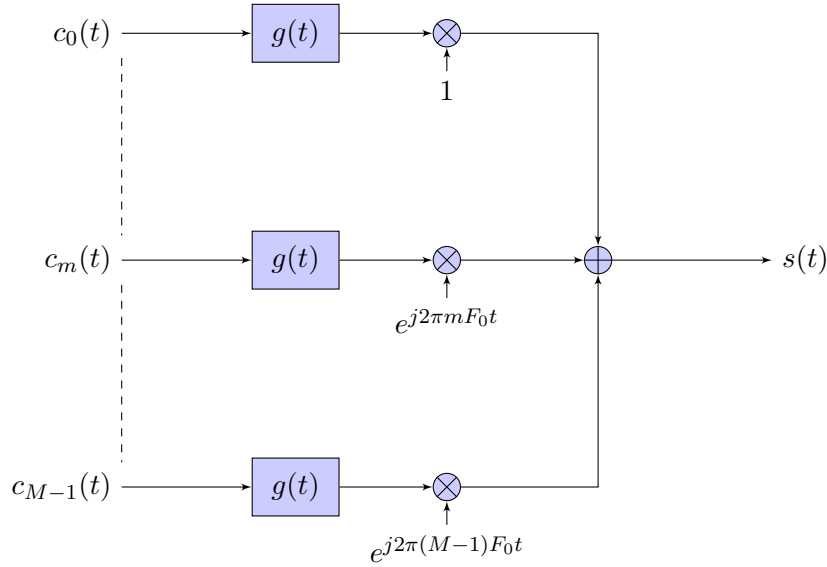 c_0(t)
g(t)
1
c_m(t)
g(t)
s(t)
e^{j2πmF_0t}
c_{M−1}(t)
g(t)
e^{j2π(M−1)F_0t}